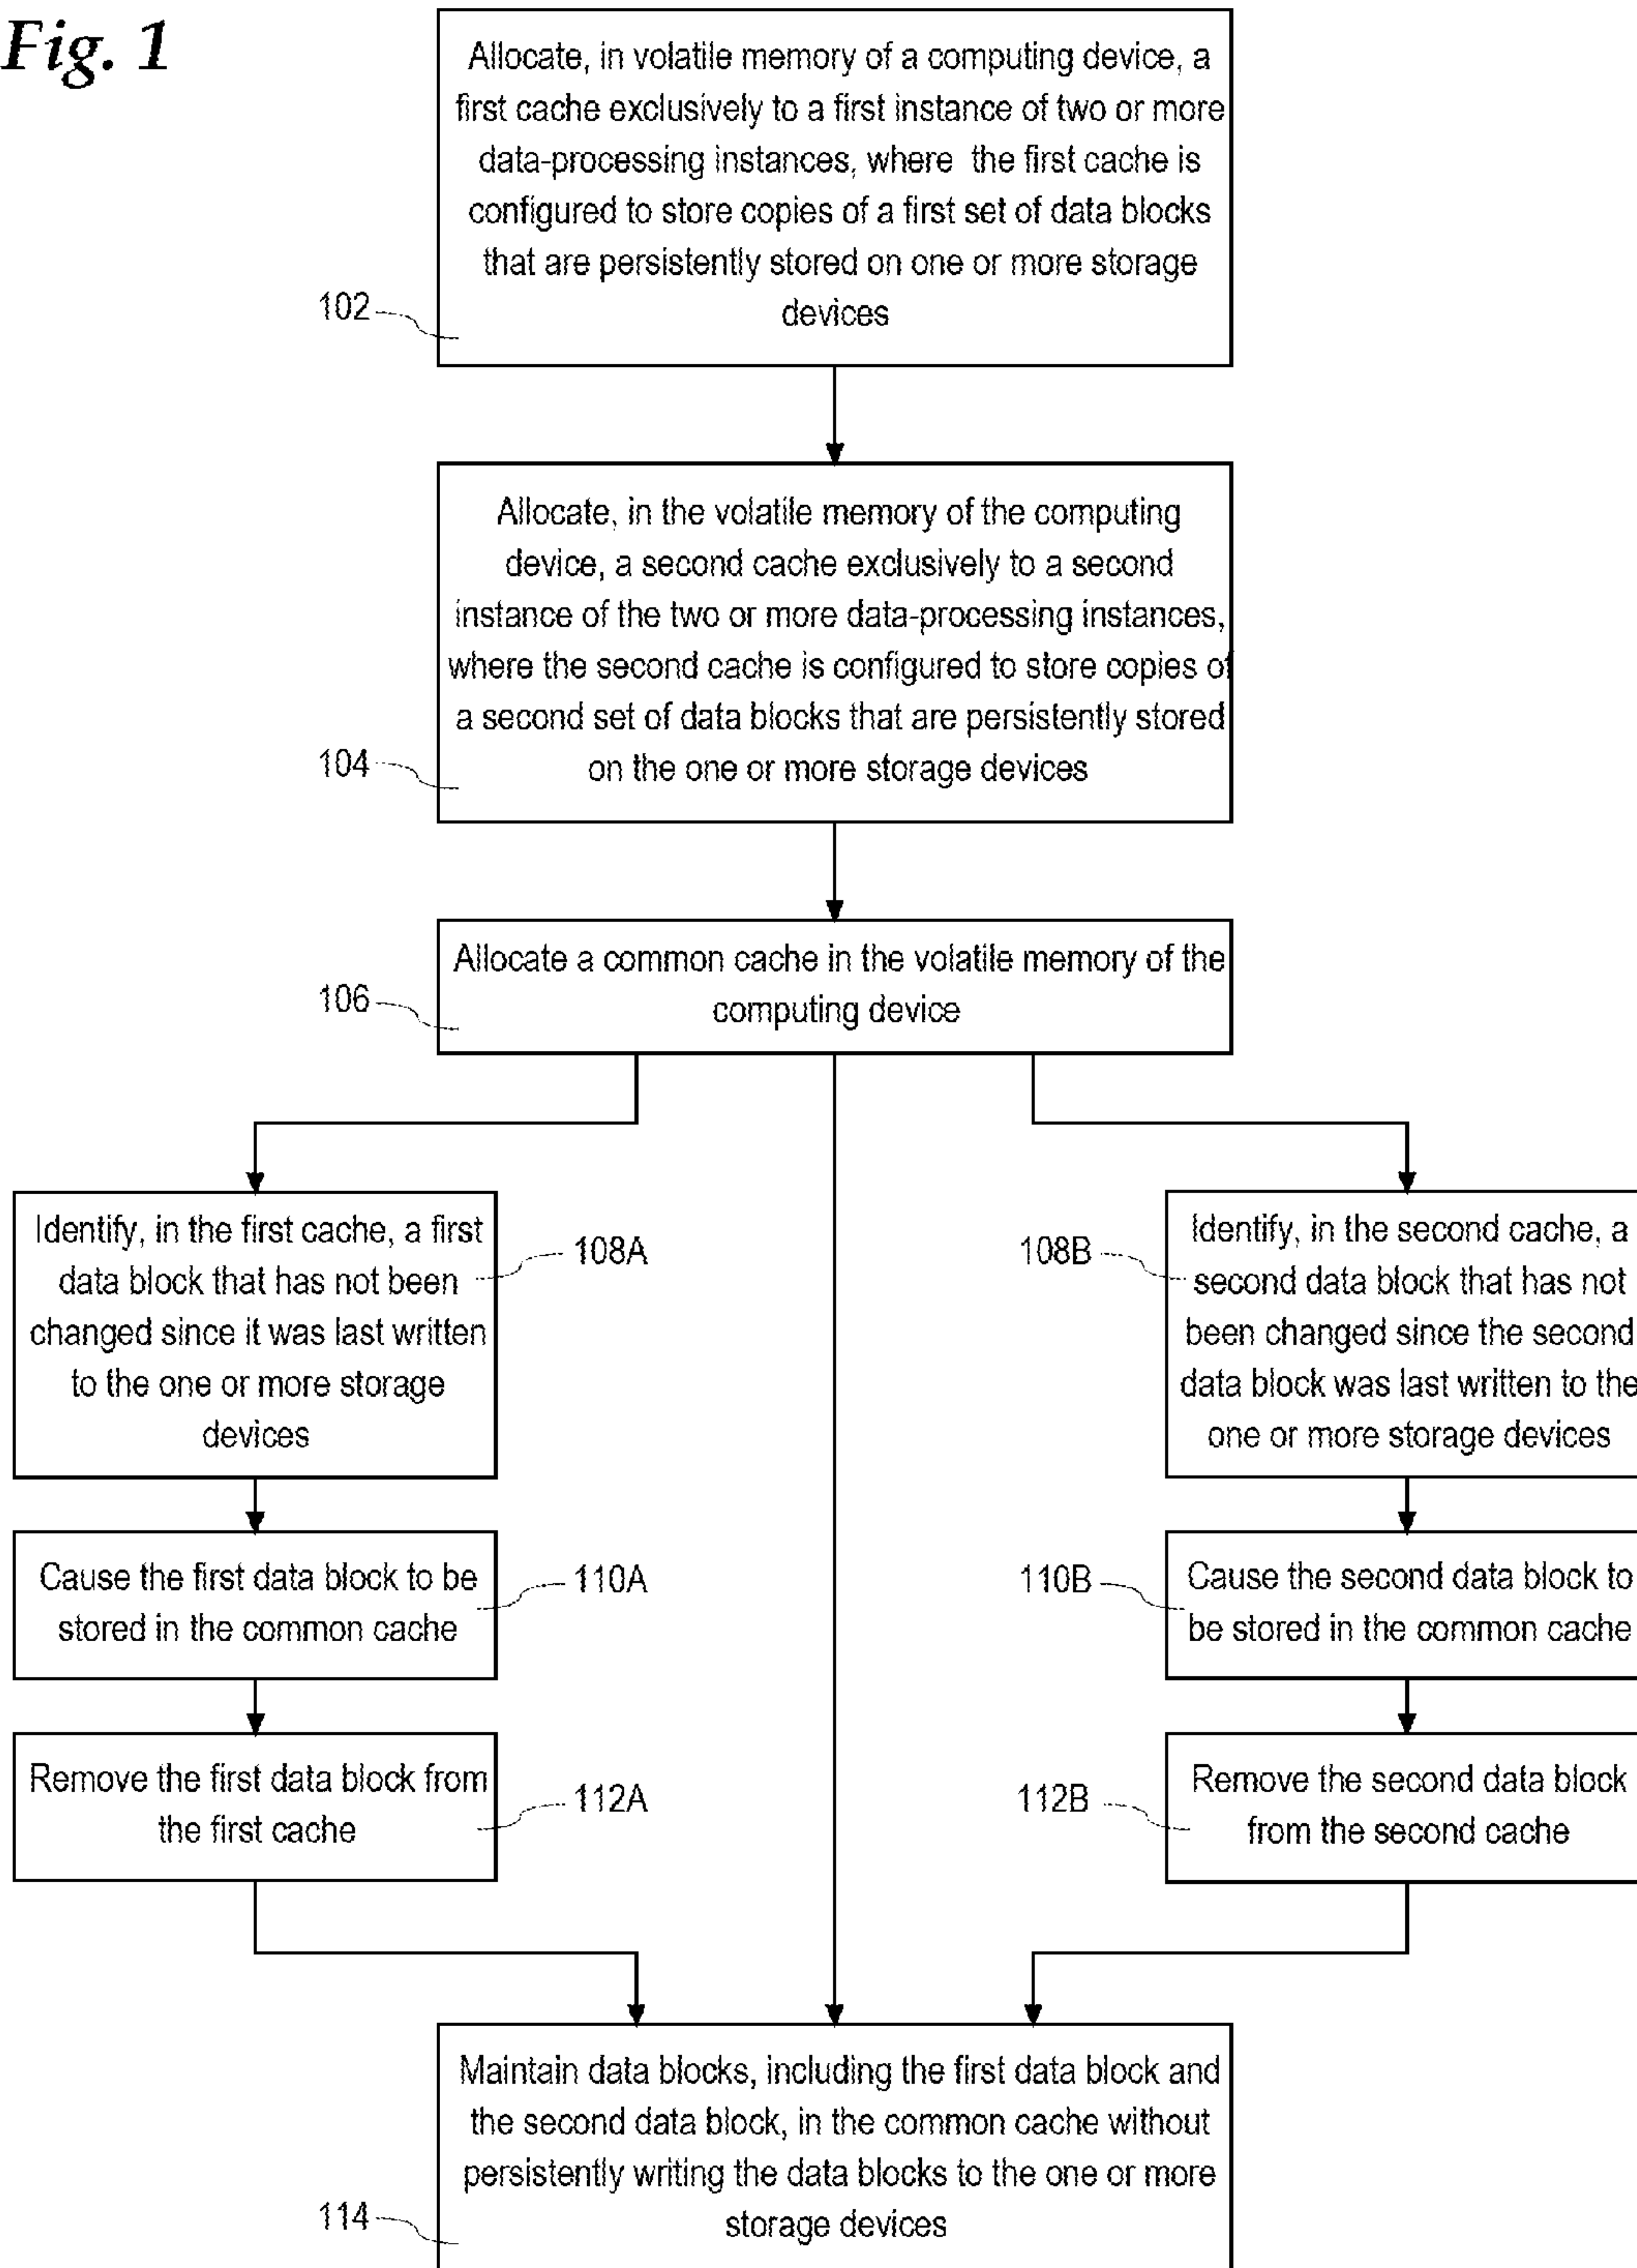 Fig. 1
Allocate, in volatile memory of a computing device, a
first cache exclusively to a first instance of two or more
data-processing instances, where the first cache is
configured to store copies of a first set of data blocks
that are persistently stored on one or more storage
devices
102
Allocate, in the volatile memory of the computing
device, a second cache exclusively to a second
instance of the two or more data-processing instances,
where the second cache is configured to store copies of
a second set of data blocks that are persistently stored
on the one or more storage devices
104
Allocate a common cache in the volatile memory of the
computing device
106
Identify, in the first cache, a first
data block that has not been
changed since it was last written
to the one or more storage
devices
108A
108B
Identify, in the second cache, a
second data block that has not
been changed since the second
data block was last written to the
one or more storage devices
Cause the first data block to be
stored in the common cache
110A
110B
Cause the second data block to
be stored in the common cache
Remove the first data block from
the first cache
112A
112B
Remove the second data block
from the second cache
Maintain data blocks, including the first data block and
the second data block, in the common cache without
persistently writing the data blocks to the one or more
storage devices
114